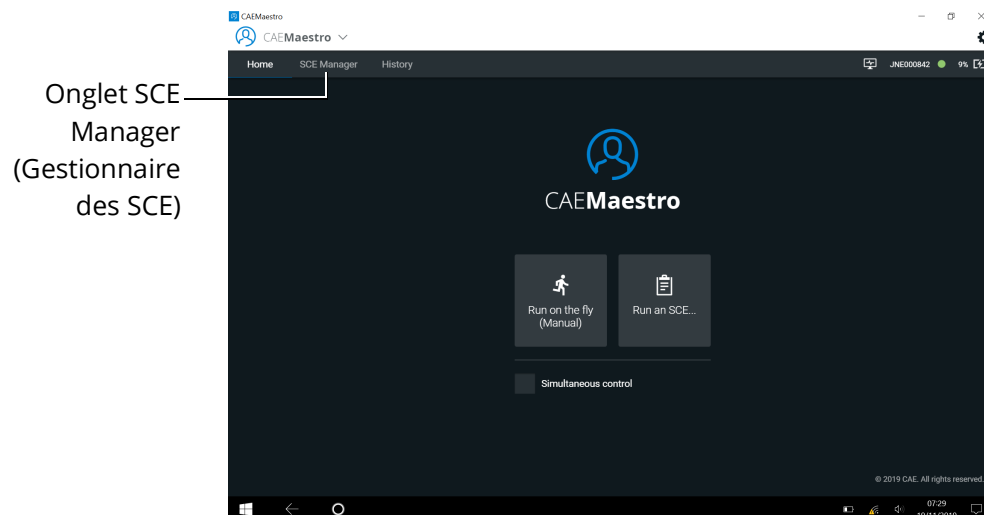 CAEMaestro
CAEMaestro
Home SCE Manager History JNE000842 9%
Onglet SCE
Manager
(Gestionnaire
des SCE)
CAEMaestro
Run on the fly
(Manual)
Run an SCE...
Simultaneous control
© 2019 CAE. All rights reserved.
07:29